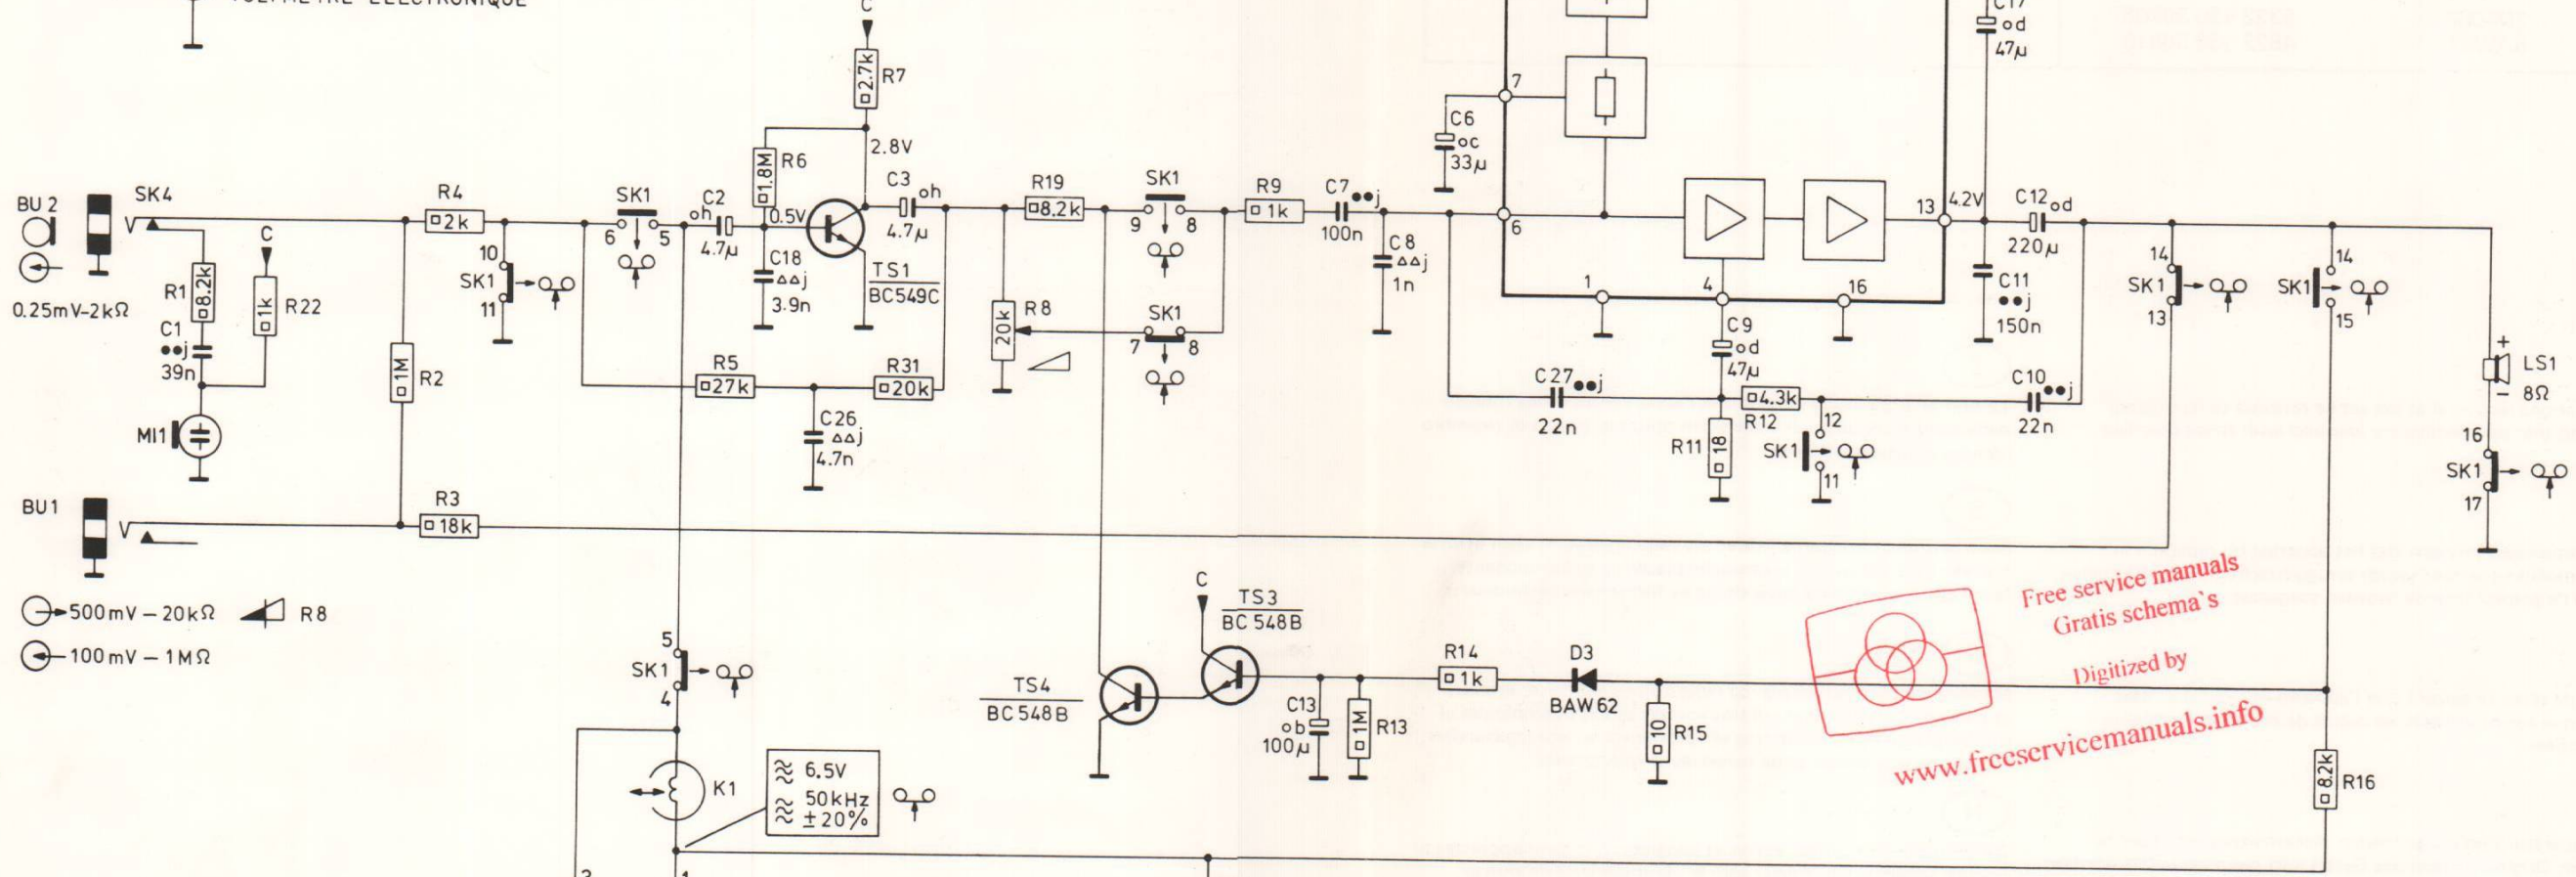 VOLTMETRE ELECTRONIQUE
C
2.7k
R7
C17
od
47µ
7
C6
oc
33µ
2.8V
R6
1.8M
BU 2
SK4
R4
2k
SK1
6
5
C2
oh
4.7µ
0.5V
C3
oh
4.7µ
R19
8.2k
SK1
9
8
R9
1k
C7
j
100n
6
13
4.2V
C12
od
220µ
10
SK1
11
C18
j
3.9n
TS1
BC549C
C8
j
1n
1
4
16
C11
j
150n
14
SK1
13
14
SK1
15
0.25mV-2kΩ
R1
8.2k
C
1k
R22
C1
j
39n
R8
20k
SK1
7
8
C9
od
47µ
+
LS1
8Ω
–
1M
R2
R5
27k
R31
20k
C27
j
22n
4.3k
R12
C10
j
22n
MI1
C26
j
4.7n
R11
18
12
SK1
11
16
SK1
17
BU1
R3
18k
500mV – 20kΩ
R8
100mV – 1MΩ
C
TS3
BC 548B
5
SK1
4
TS4
BC548B
R14
1k
D3
BAW 62
C13
ob
100µ
1M
R13
10
R15
Free service manuals
Gratis schema`s
Digitized by
www.freeservicemanuals.info
K1
≈ 6.5V
≈ 50kHz
≈ ±20%
8.2k
R16
1